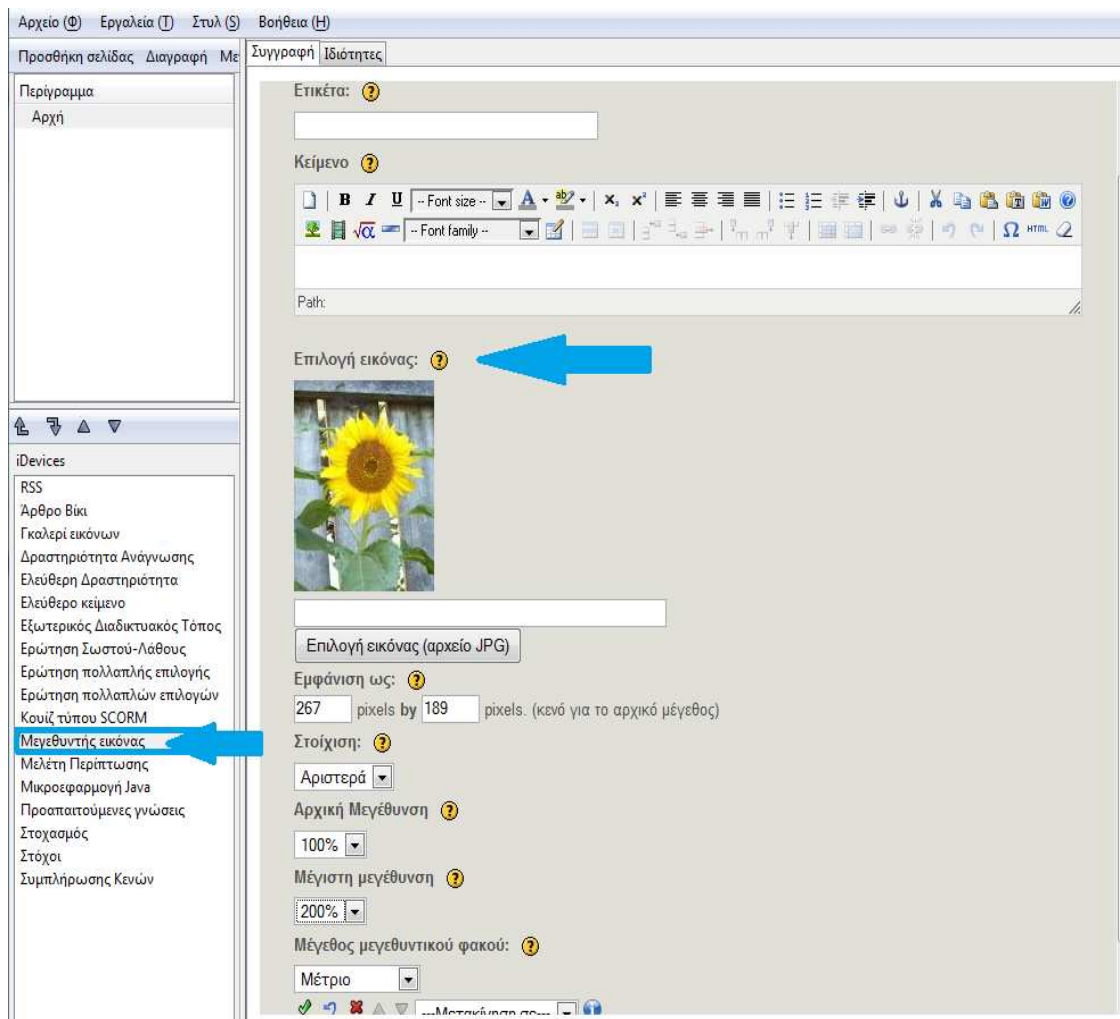 Αρχείο (Φ) Εργαλεία (Τ) Στυλ (S) Βοήθεια (Η)
Προσθήκη σελίδας Διαγραφή Με
Περίγραμμα
Αρχή
iDevices
RSS
Άρθρο Βίκι
Γκαλερί εικόνων
Δραστηριότητα Ανάγνωσης
Ελεύθερη Δραστηριότητα
Ελεύθερο κείμενο
Εξωτερικός Διαδικτυακός Τόπος
Ερώτηση Σωστού-Λάθους
Ερώτηση πολλαπλής επιλογής
Ερώτηση πολλαπλών επιλογών
Κουίζ τύπου SCORM
Μεγεθυντής εικόνας
Μελέτη Περίπτωσης
Μικροεφαρμογή Java
Προαπαιτούμενες γνώσεις
Στοχασμός
Στόχοι
Συμπλήρωσης Κενών
Συγγραφή Ιδιότητες
Ετικέτα:
Κείμενο
B I U -- Font size --
-- Font family -- HTML
Path:
Επιλογή εικόνας:
Επιλογή εικόνας (αρχείο JPG)
Εμφάνιση ως:
267 pixels by 189 pixels. (κενό για το αρχικό μέγεθος)
Στοίχιση:
Αριστερά
Αρχική Μεγέθυνση
100%
Μέγιστη μεγέθυνση
200%
Μέγεθος μεγεθυντικού φακού:
Μέτριο
---Μετακίνηση σε---